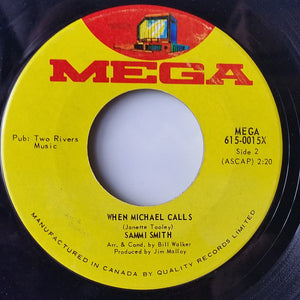 MEGA
Pub: Two Rivers
Music
MEGA
615-0015X
Side 2
(ASCAP) 2:20
WHEN MICHAEL CALLS
(Janette Tooley)
SAMMI SMITH
Arr. & Cond. by Bill Walker
Produced by Jim Malloy
MANUFACTURED IN CANADA BY QUALITY RECORDS LIMITED